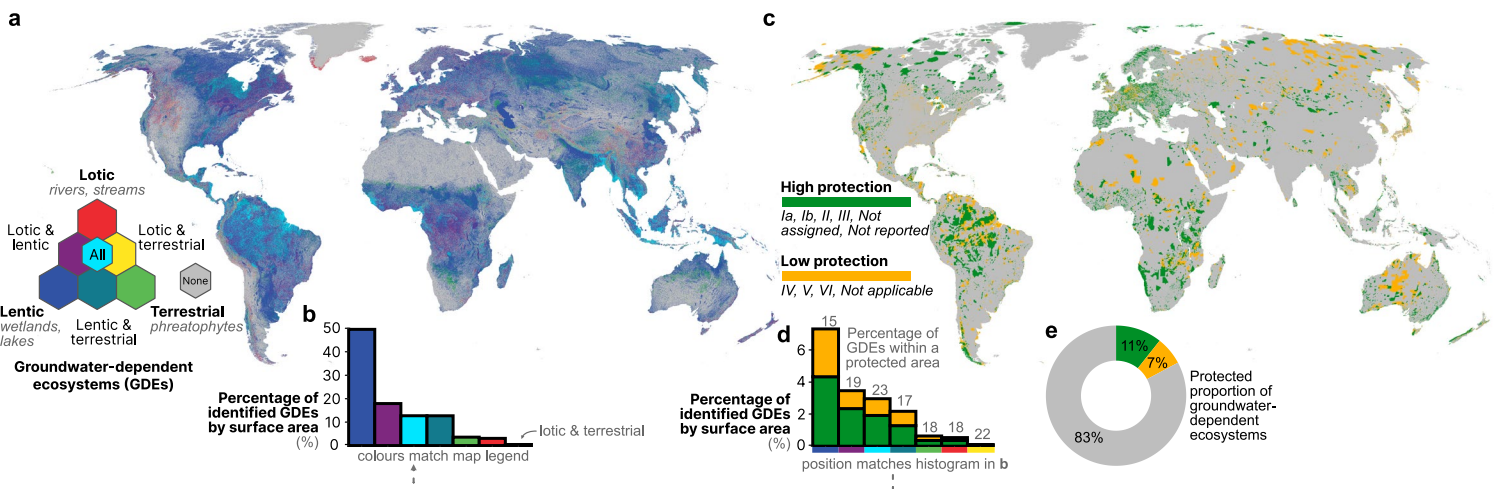 a
Lotic
rivers, streams
Lotic &
lentic
Lotic &
terrestrial
All
None
Lentic
wetlands,
lakes
Lentic &
terrestrial
Terrestrial
phreatophytes
Groundwater-dependent
ecosystems (GDEs)
b
50
40
30
20
10
0
Percentage of
identified GDEs
by surface area
(%)
lotic & terrestrial
colours match map legend
c
High protection
Ia, Ib, II, III, Not
assigned, Not reported
Low protection
IV, V, VI, Not applicable
d
15
Percentage of
GDEs within a
protected area
6
4
2
0
19
23
17
18
18
22
Percentage of
identified GDEs
by surface area
(%)
position matches histogram in b
e
11%
7%
83%
Protected
proportion of
groundwater-
dependent
ecosystems